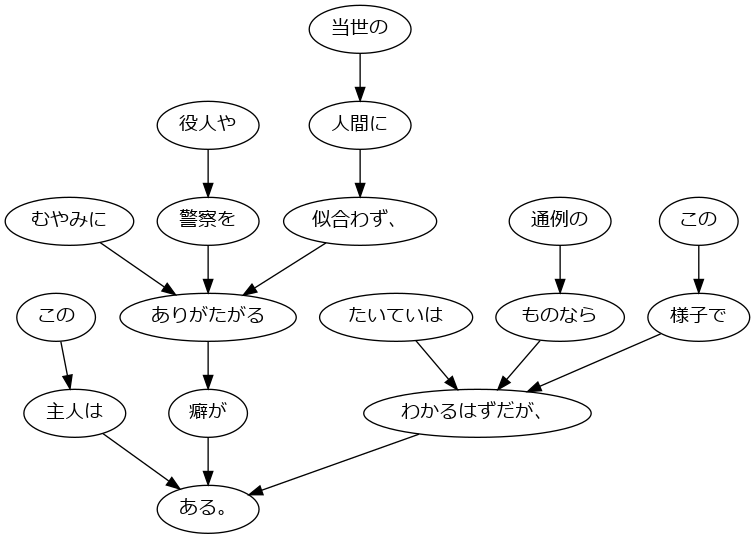 当世の
役人や
人間に
むやみに
警察を
似合わず、
通例の
この
この
ありがたがる
たいていは
ものなら
様子で
主人は
癖が
わかるはずだが、
ある。